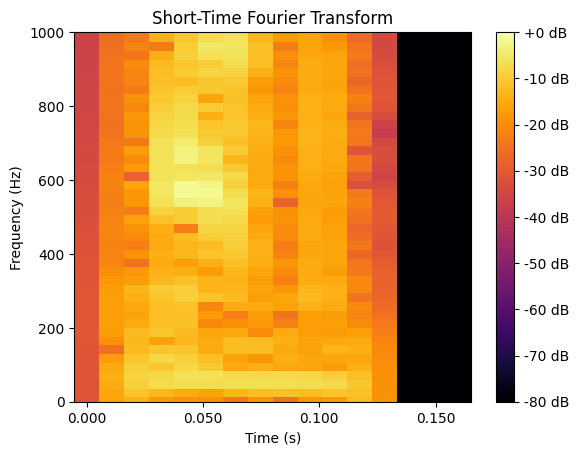 Short-Time Fourier Transform
Frequency (Hz)
1000
800
600
400
200
0
0.000
0.050
0.100
0.150
Time (s)
+0 dB
-10 dB
-20 dB
-30 dB
-40 dB
-50 dB
-60 dB
-70 dB
-80 dB